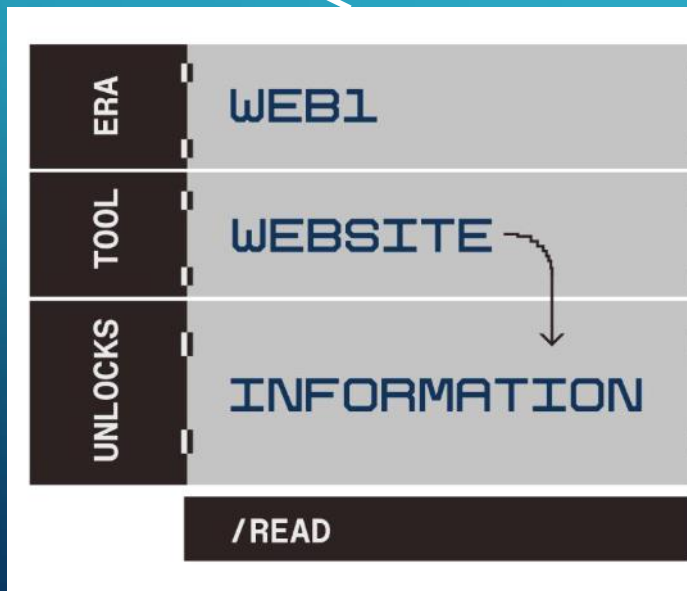 ERA
WEB1
TOOL
WEBSITE
UNLOCKS
INFORMATION
/READ